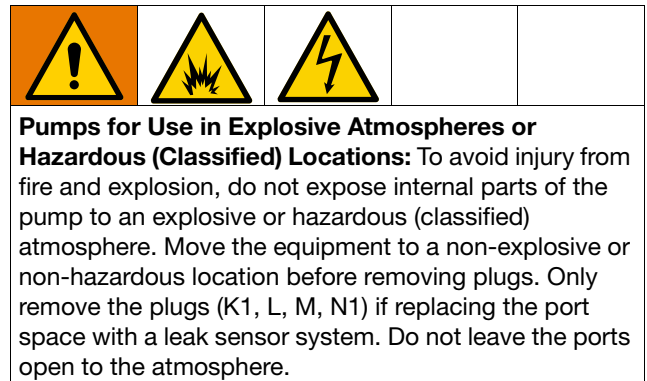 Pumps for Use in Explosive Atmospheres or
Hazardous (Classified) Locations: To avoid injury from
fire and explosion, do not expose internal parts of the
pump to an explosive or hazardous (classified)
atmosphere. Move the equipment to a non-explosive or
non-hazardous location before removing plugs. Only
remove the plugs (K1, L, M, N1) if replacing the port
space with a leak sensor system. Do not leave the ports
open to the atmosphere.